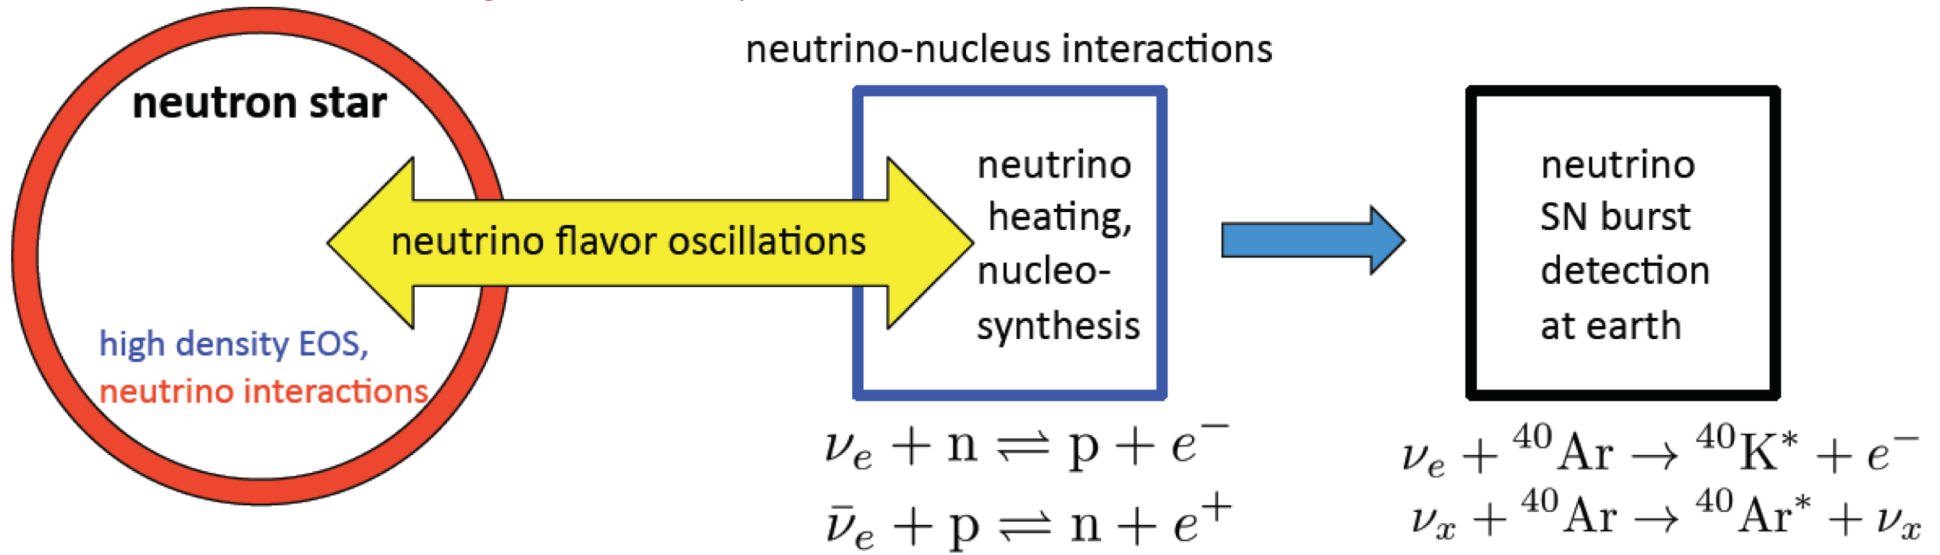 neutrino-nucleus interactions
neutron star
neutrino flavor oscillations
high density EOS,
neutrino interactions
neutrino
heating,
nucleo-
synthesis
neutrino
SN burst
detection
at earth
νₑ + n ⇌ p + e⁻
ν̄ₑ + p ⇌ n + e⁺
νₑ + ⁴⁰Ar → ⁴⁰K* + e⁻
νₓ + ⁴⁰Ar → ⁴⁰Ar* + νₓ